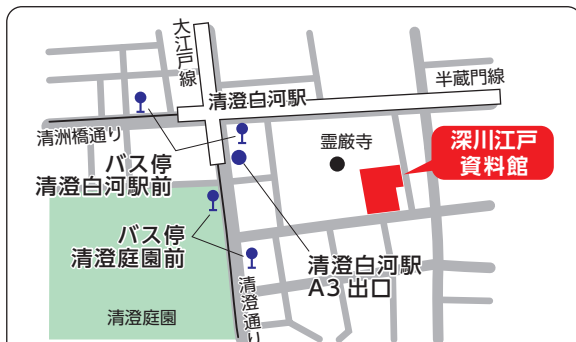 大江戸線
清澄白河駅
半蔵門線
清洲橋通り
バス停
清澄白河駅前
霊厳寺
深川江戸
資料館
バス停
清澄庭園前
清澄白河駅
A3 出口
清澄通り
清澄庭園